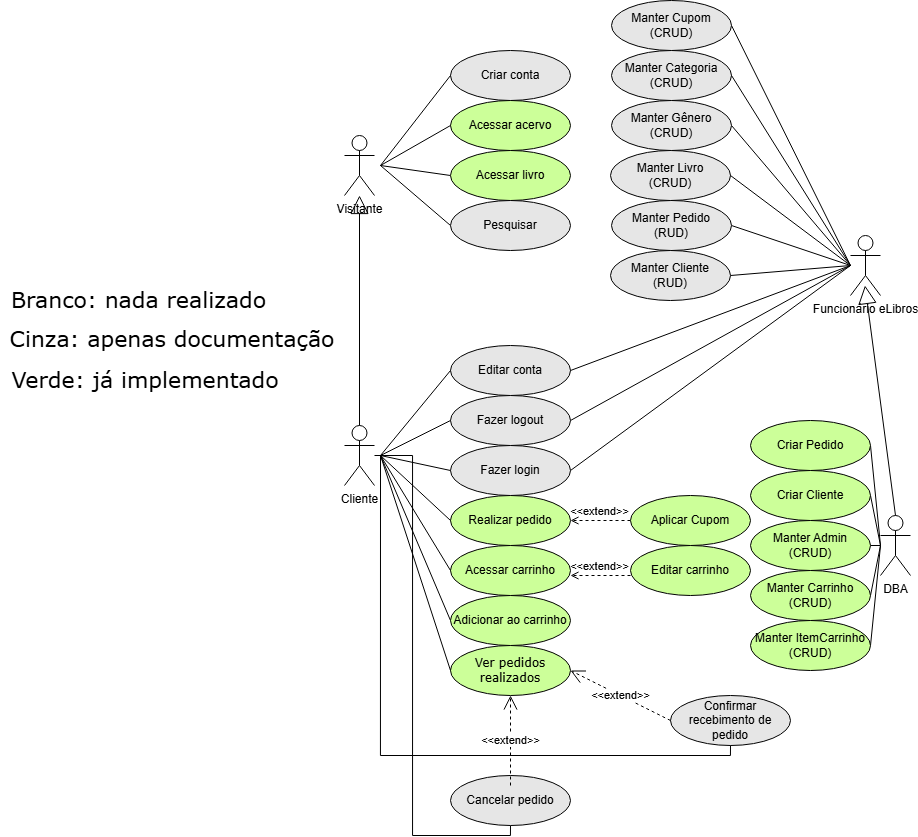 Manter Cupom
(CRUD)
Criar conta
Manter Categoria
(CRUD)
Acessar acervo
Manter Gênero
(CRUD)
Acessar livro
Manter Livro
(CRUD)
Visitante
Pesquisar
Manter Pedido
(RUD)
Manter Cliente
(RUD)
Funcionário eLibros
Branco: nada realizado
Cinza: apenas documentação
Verde: já implementado
Editar conta
Fazer logout
Fazer login
Cliente
Realizar pedido
<<extend>>
Aplicar Cupom
Acessar carrinho
<<extend>>
Editar carrinho
Adicionar ao carrinho
Ver pedidos
realizados
Criar Pedido
Criar Cliente
Manter Admin
(CRUD)
Manter Carrinho
(CRUD)
Manter ItemCarrinho
(CRUD)
DBA
<<extend>>
Confirmar
recebimento de
pedido
<<extend>>
Cancelar pedido